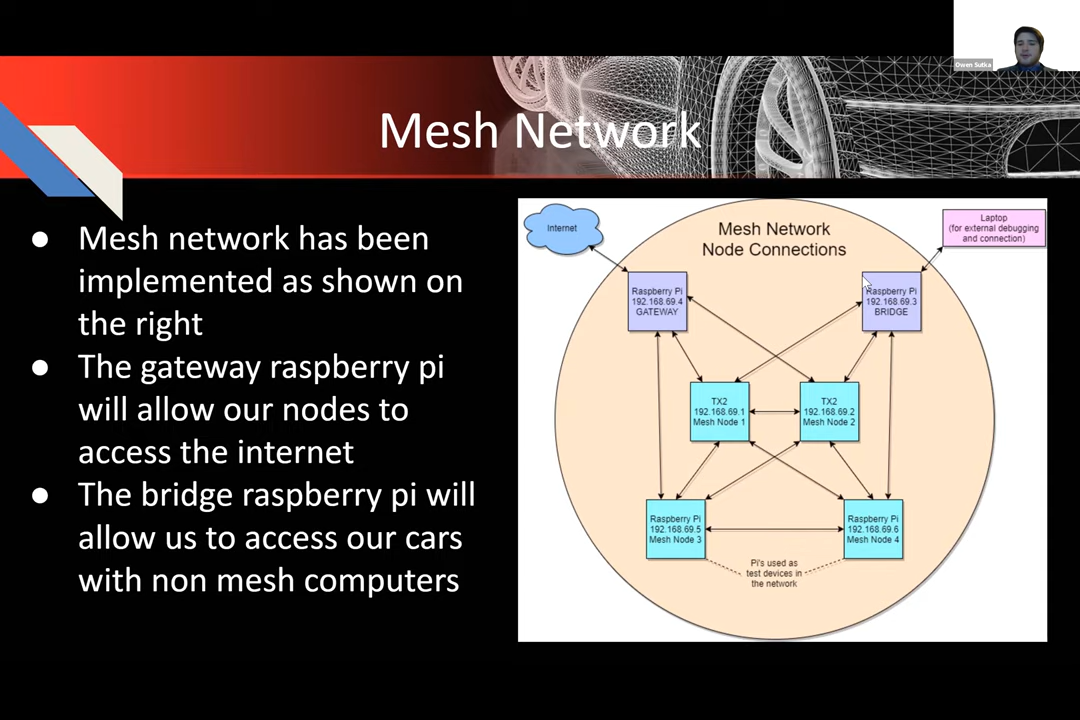 Owen Sutka
Mesh Network
● Mesh network has been
implemented as shown on
the right
● The gateway raspberry pi
will allow our nodes to
access the internet
● The bridge raspberry pi will
allow us to access our cars
with non mesh computers
Mesh Network
Node Connections
Internet
Laptop
(for external debugging
and connection)
Raspberry Pi
192.168.69.4
GATEWAY
Raspberry Pi
192.168.69.3
BRIDGE
TX2
192.168.69.1
Mesh Node 1
TX2
192.168.69.2
Mesh Node 2
Raspberry Pi
192.168.69.5
Mesh Node 3
Raspberry Pi
192.168.69.6
Mesh Node 4
Pi's used as
test devices in
the network